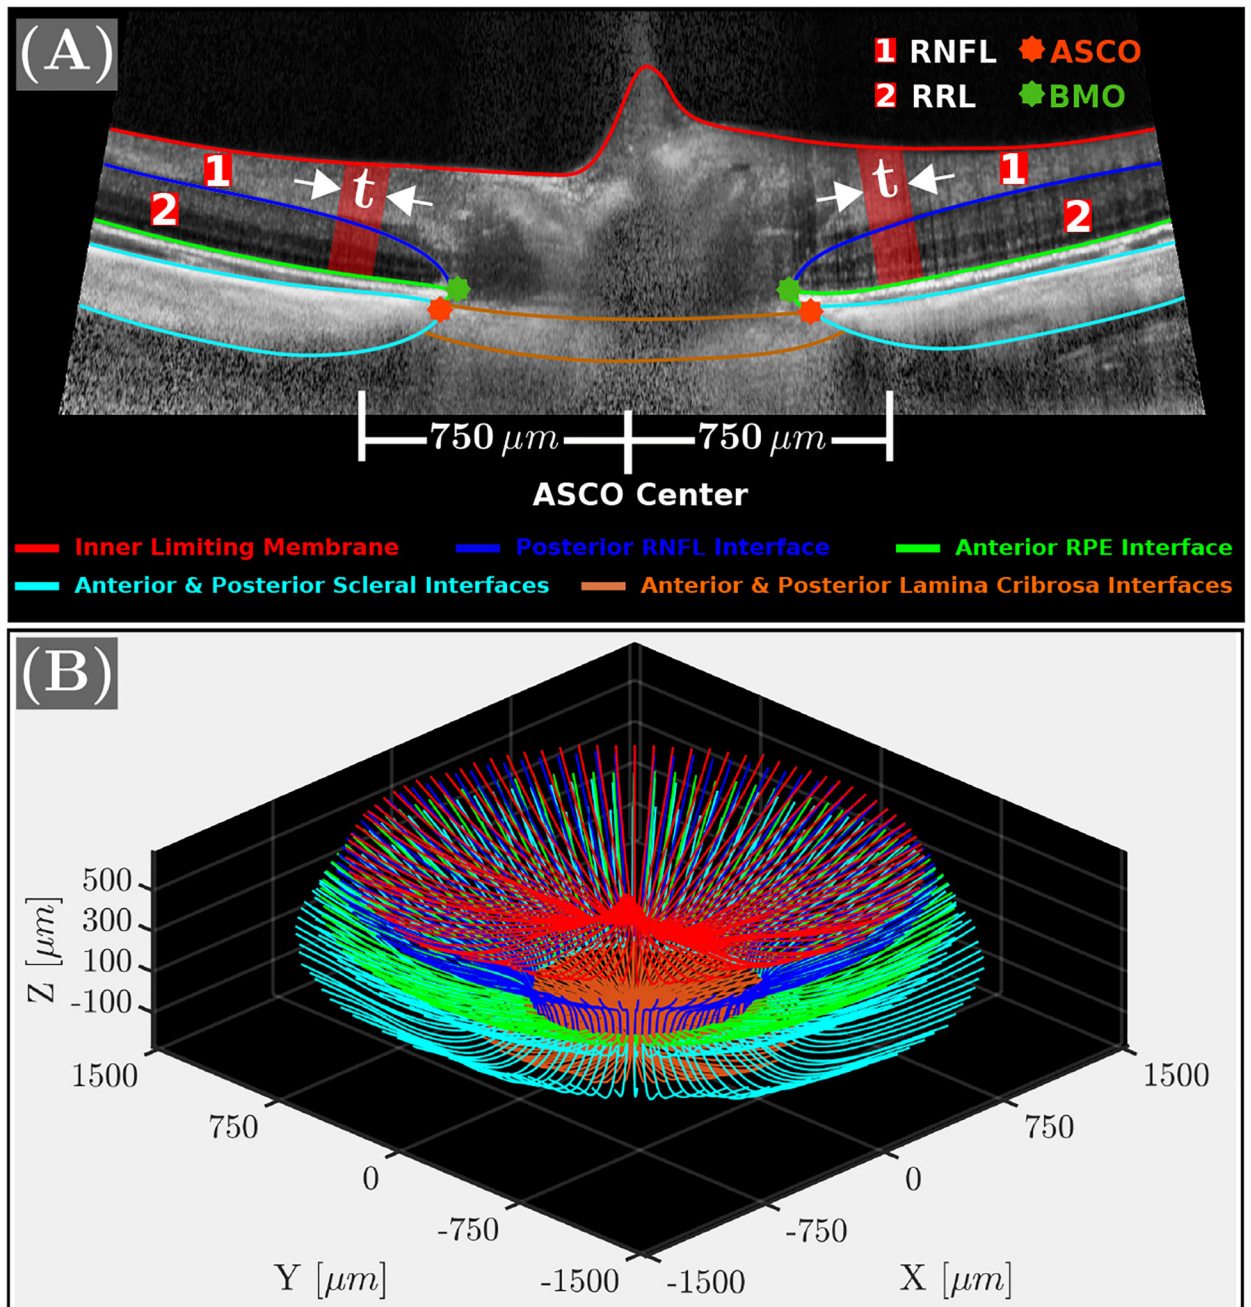 (A)
1 RNFL ASCO
2 RRL BMO
1 t t 1
2 2
750 μm 750 μm
ASCO Center
Inner Limiting Membrane Posterior RNFL Interface Anterior RPE Interface
Anterior & Posterior Scleral Interfaces Anterior & Posterior Lamina Cribrosa Interfaces
(B)
500
300
100
-100
Z [μm]
1500 1500
750 750
0 0
-750 -750
-1500 -1500
Y [μm] X [μm]